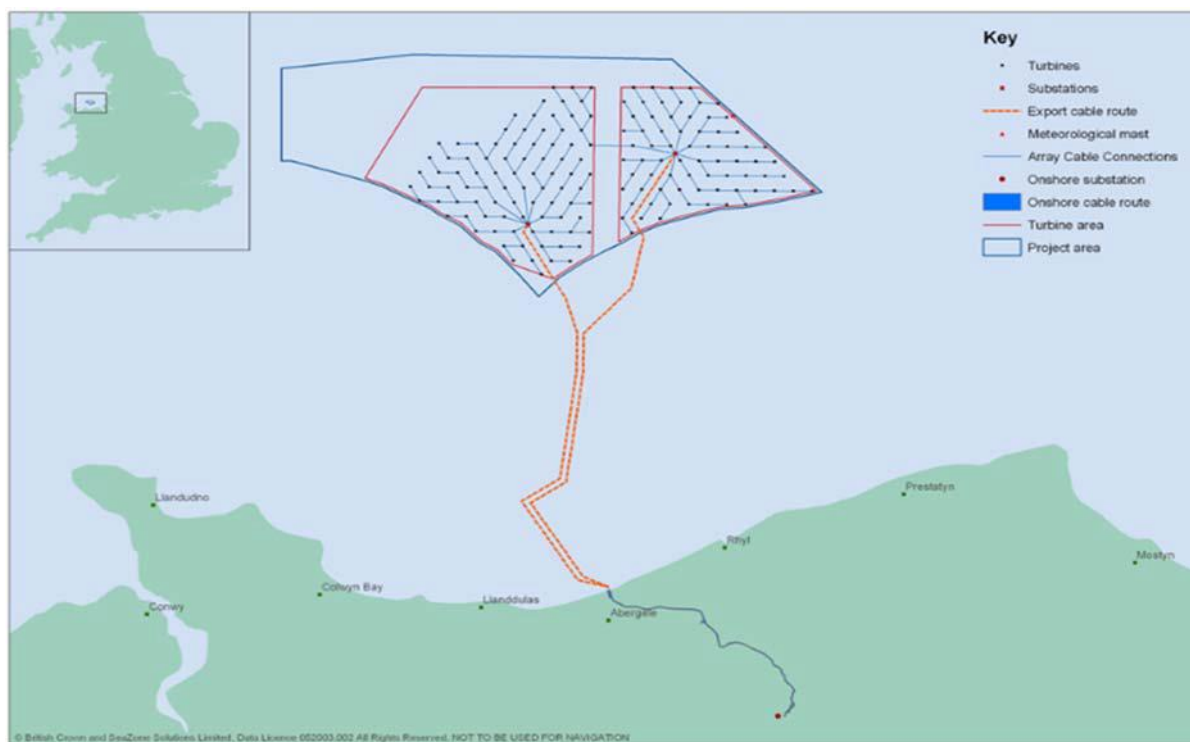 Key
Turbines
Substations
Export cable route
Meteorological mast
Array Cable Connections
Onshore substation
Onshore cable route
Turbine area
Project area
Llandudno
Prestatyn
Rhyl
Mostyn
Colwyn Bay
Llanddulas
Conwy
Abergele
© British Crown and SeaZone Solutions Limited. Data Licence 052003.002 All Rights Reserved. NOT TO BE USED FOR NAVIGATION